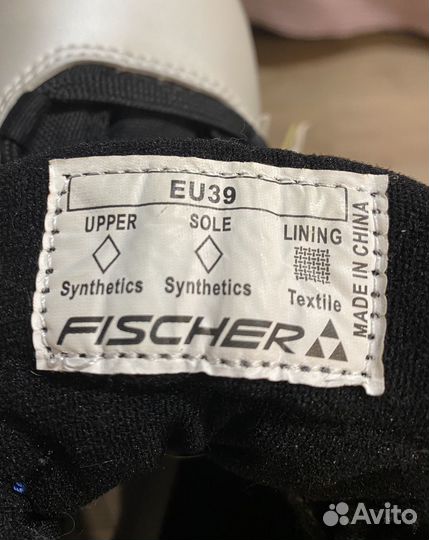 EU39
UPPER SOLE LINING
Synthetics Synthetics Textile
FISCHER
MADE IN CHINA
Avito